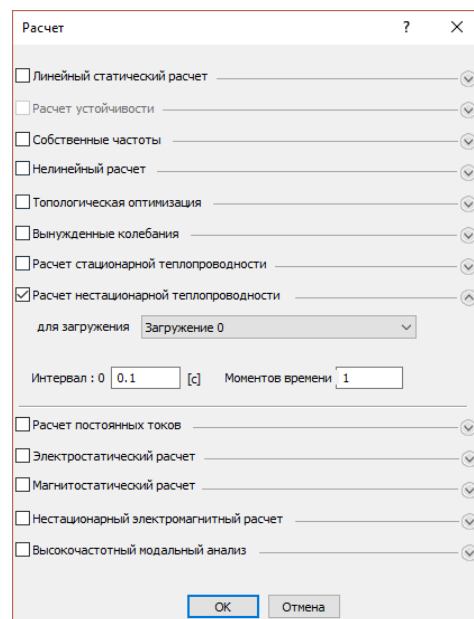 Расчет ? ×
Линейный статический расчет
Расчет устойчивости
Собственные частоты
Нелинейный расчет
Топологическая оптимизация
Вынужденные колебания
Расчет стационарной теплопроводности
Расчет нестационарной теплопроводности
для загружения Загружение 0
Интервал : 0 0.1 [с] Моментов времени 1
Расчет постоянных токов
Электростатический расчет
Магнитостатический расчет
Нестационарный электромагнитный расчет
Высокочастотный модальный анализ
ОК Отмена